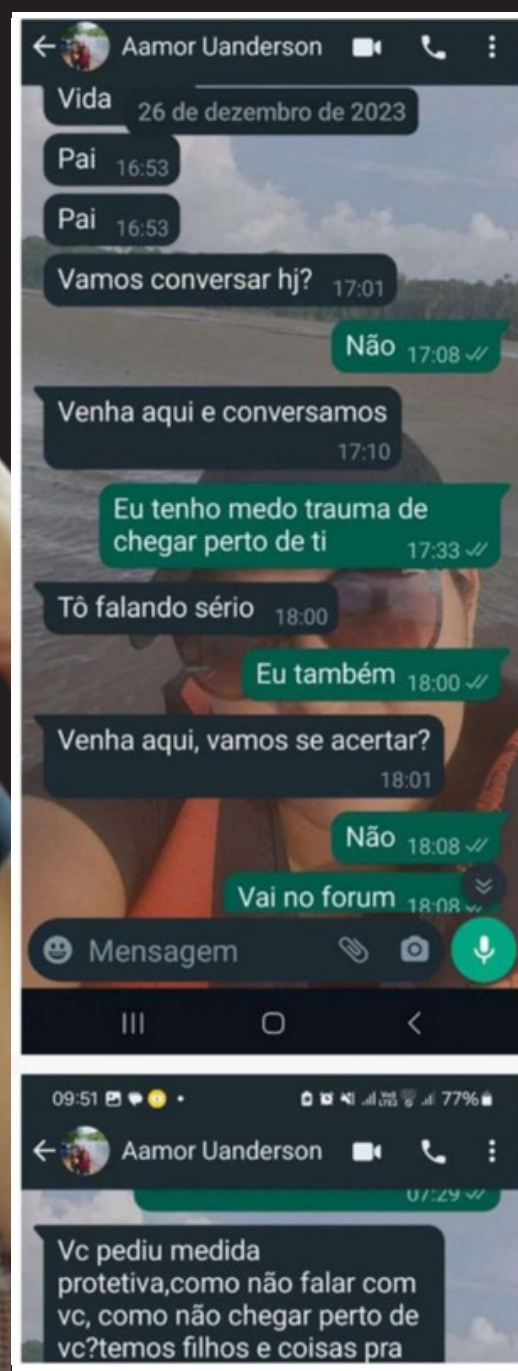 Aamor Uanderson
Vida
26 de dezembro de 2023
Pai 16:53
Pai 16:53
Vamos conversar hj? 17:01
Não 17:08
Venha aqui e conversamos
17:10
Eu tenho medo trauma de
chegar perto de ti 17:33
Tô falando sério 18:00
Eu também 18:00
Venha aqui, vamos se acertar?
18:01
Não 18:08
Vai no forum 18:08
Mensagem
09:51 77%
Aamor Uanderson
07:29
Vc pediu medida
protetiva,como não falar com
vc, como não chegar perto de
vc?temos filhos e coisas pra